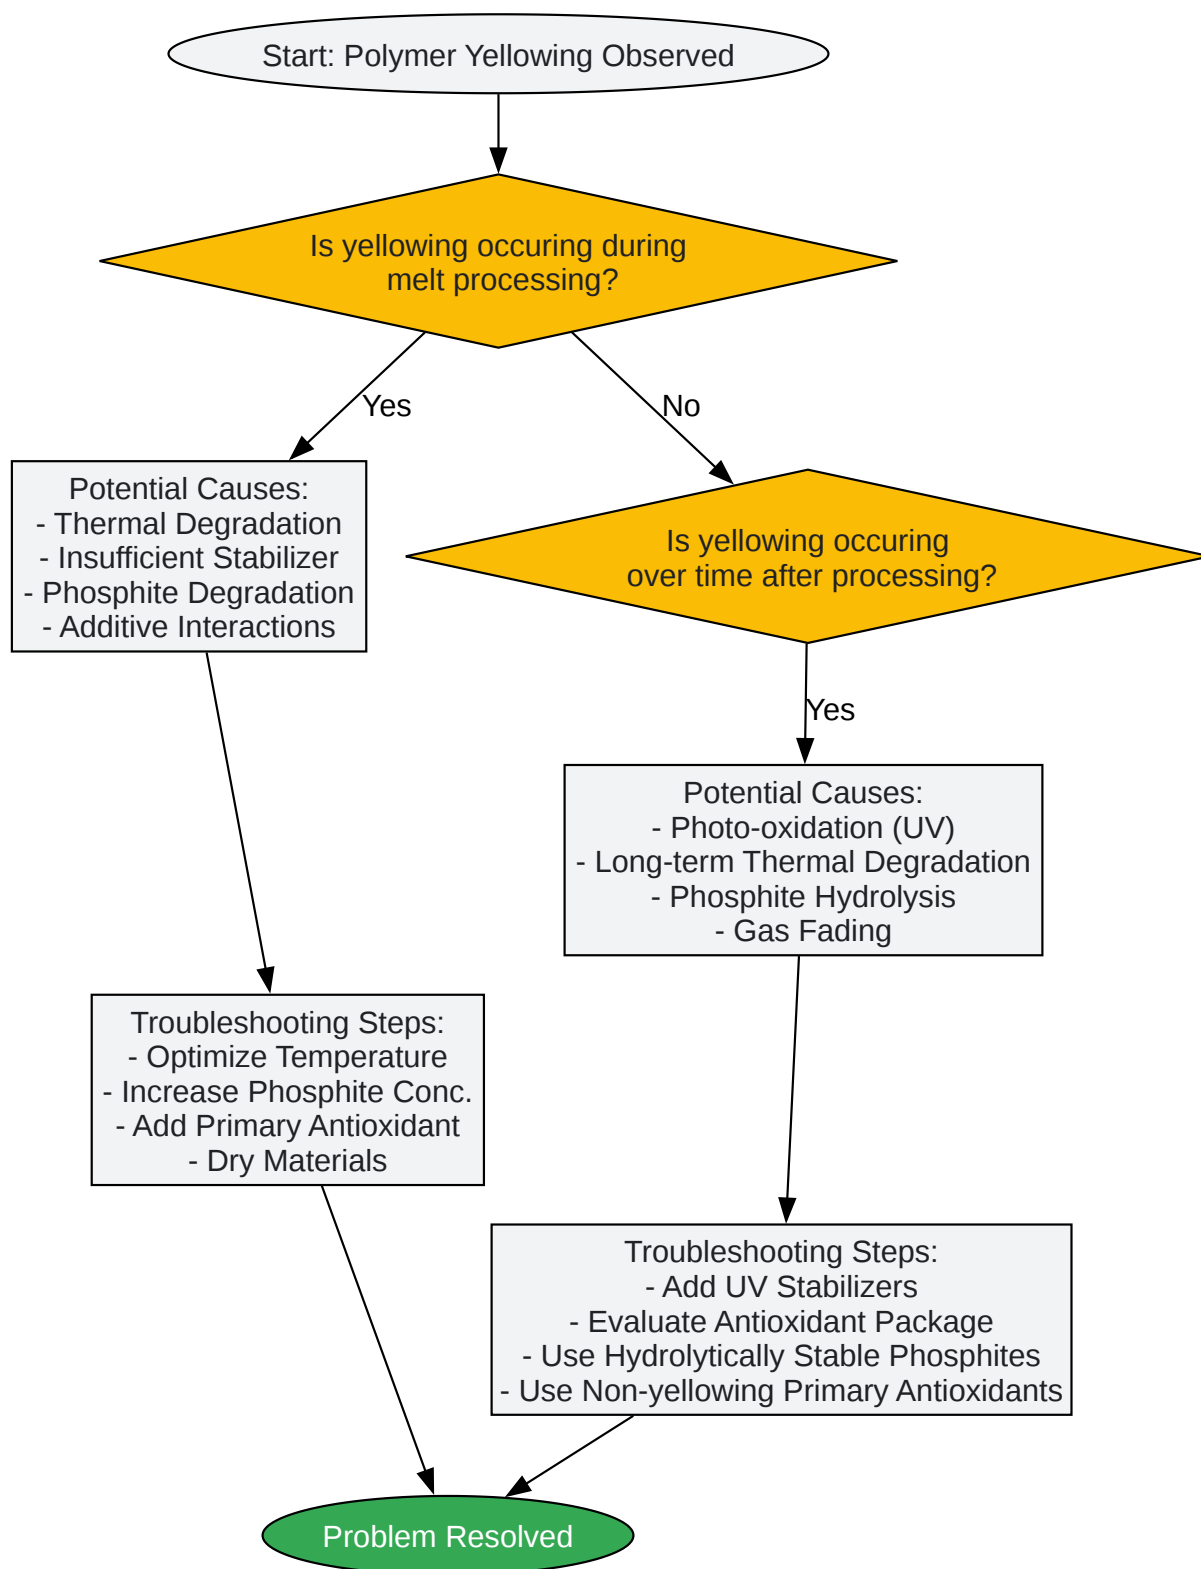 Start: Polymer Yellowing Observed
Is yellowing occuring during
melt processing?
Yes
No
Potential Causes:
- Thermal Degradation
- Insufficient Stabilizer
- Phosphite Degradation
- Additive Interactions
Is yellowing occuring
over time after processing?
Yes
Potential Causes:
- Photo-oxidation (UV)
- Long-term Thermal Degradation
- Phosphite Hydrolysis
- Gas Fading
Troubleshooting Steps:
- Optimize Temperature
- Increase Phosphite Conc.
- Add Primary Antioxidant
- Dry Materials
Troubleshooting Steps:
- Add UV Stabilizers
- Evaluate Antioxidant Package
- Use Hydrolytically Stable Phosphites
- Use Non-yellowing Primary Antioxidants
Problem Resolved